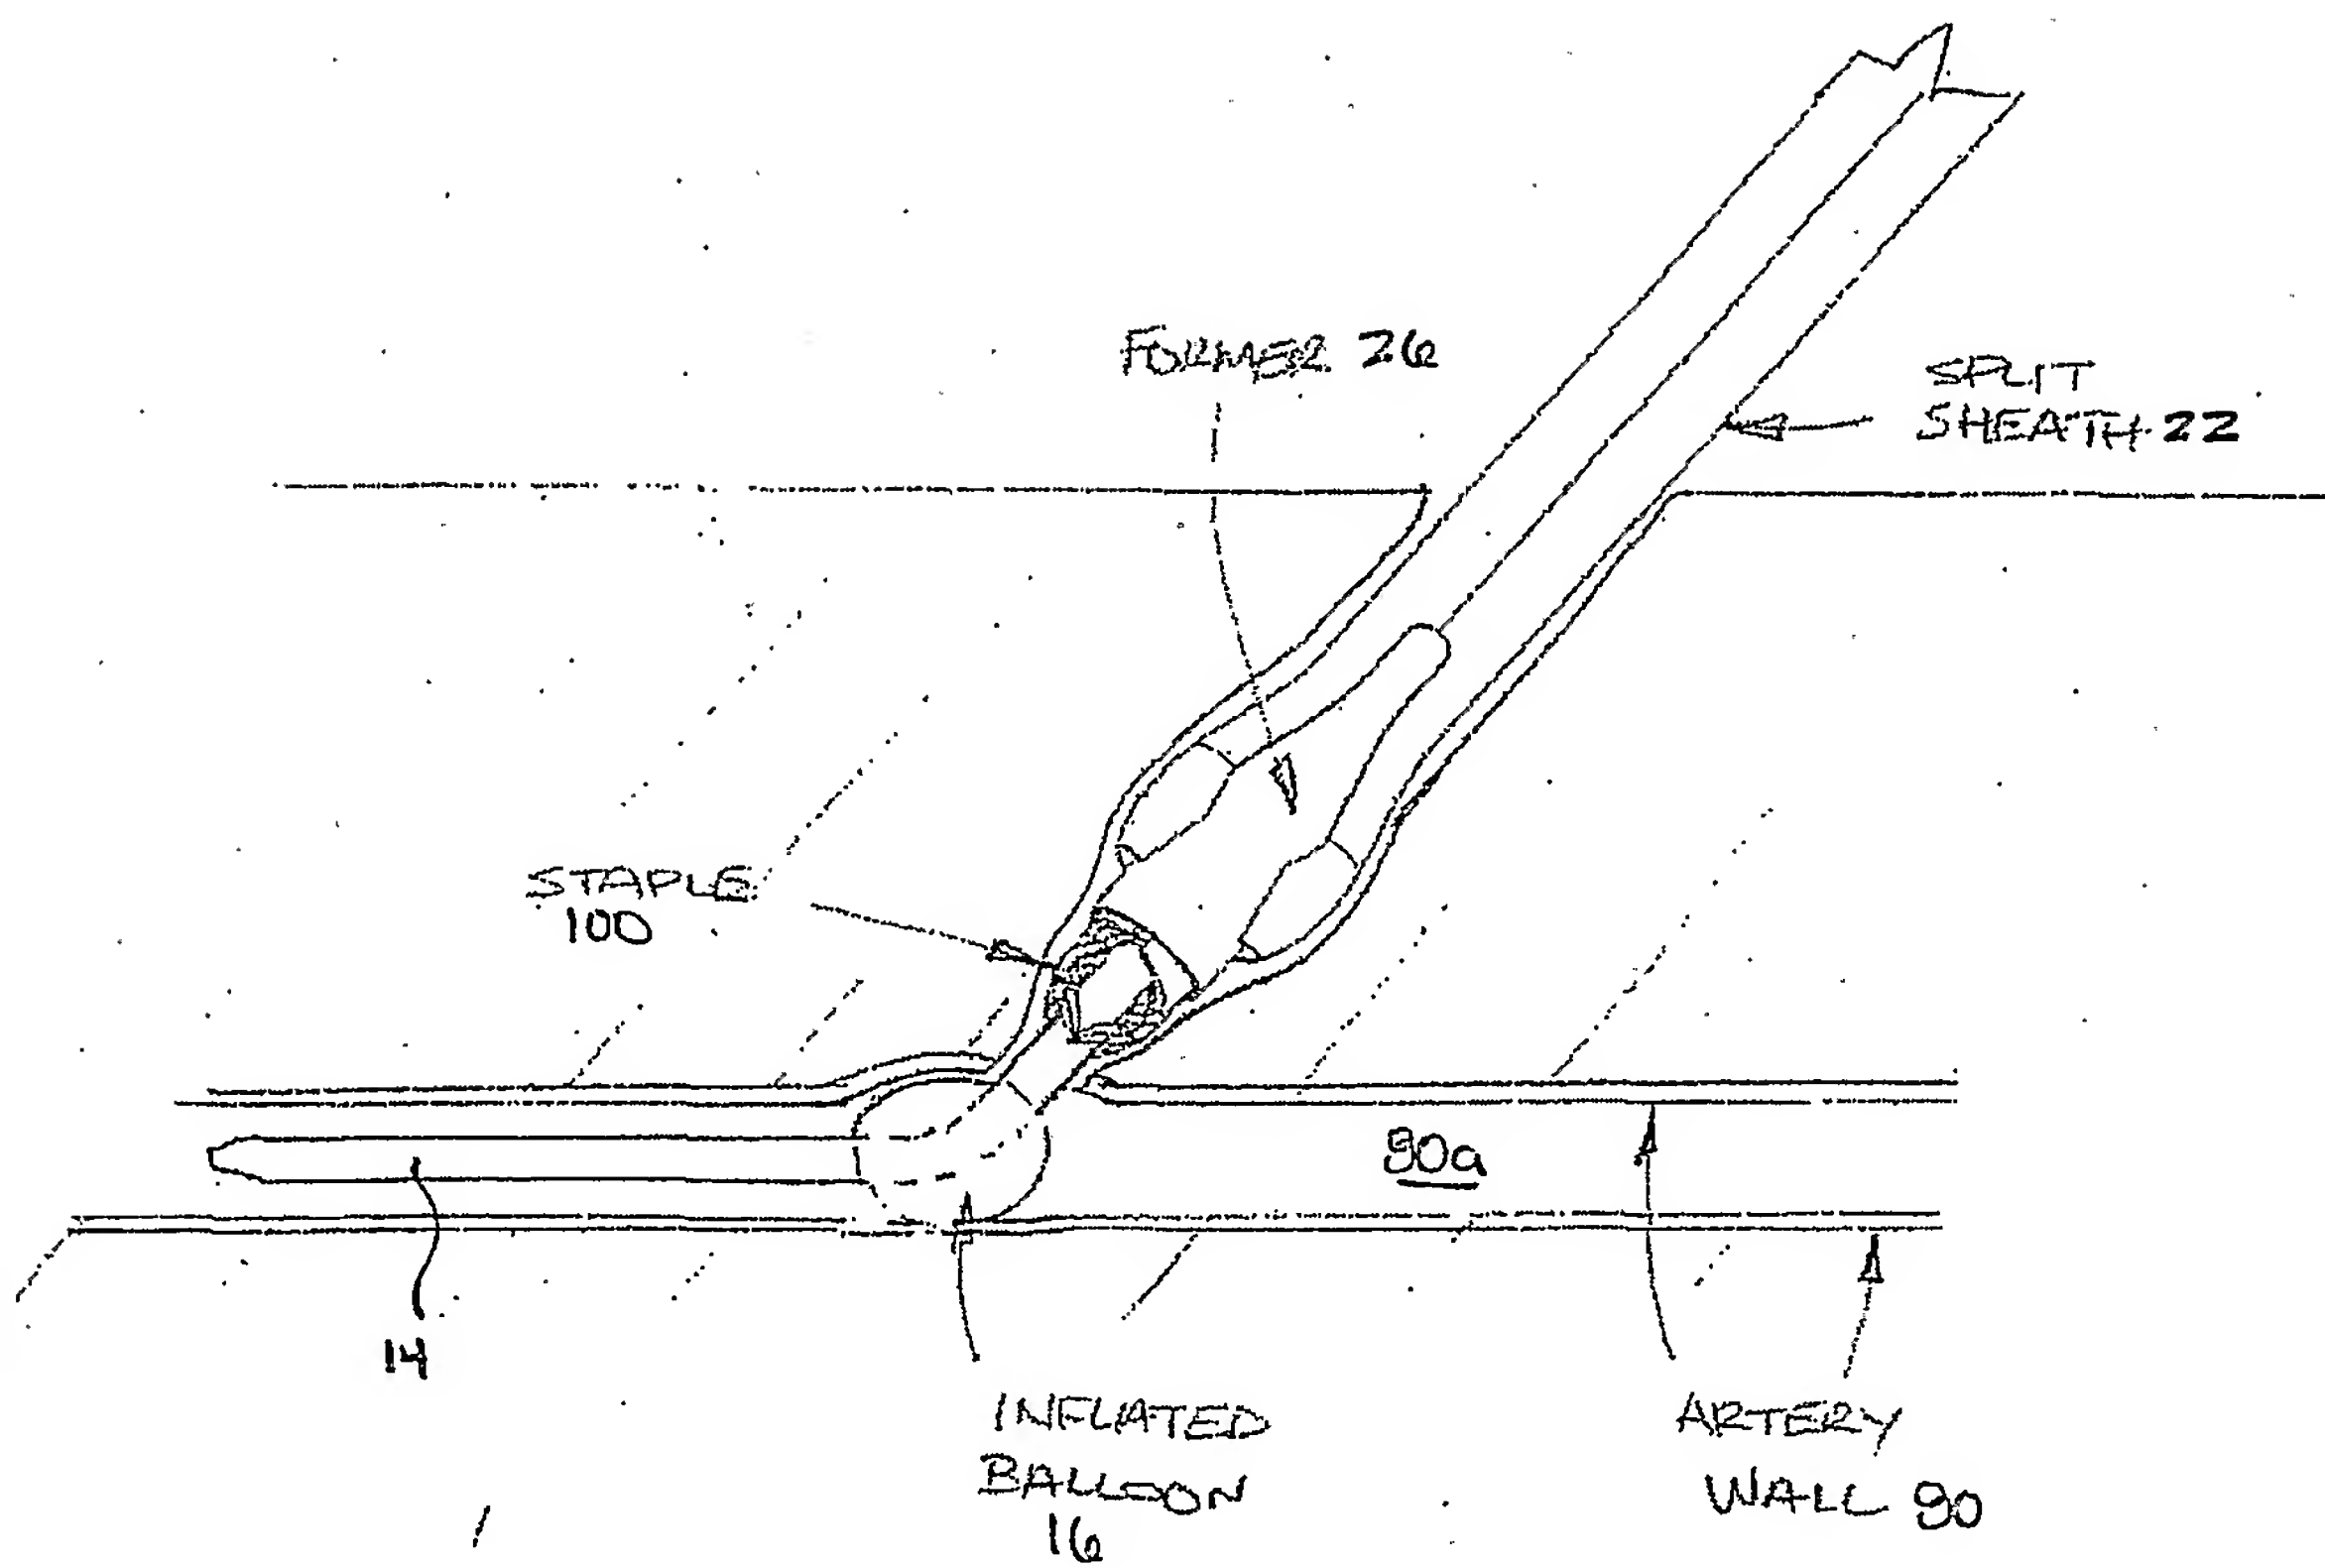 FORMER 26
SPLIT
SHEATH 22
STAPLE
100
90a
14
INFLATED
BALLOON
16
ARTERY
WALL 90